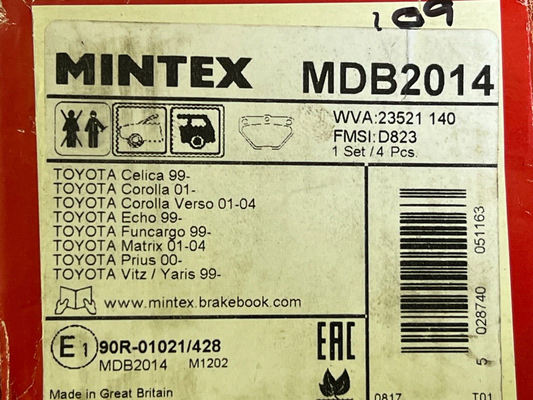 109
MINTEX MDB2014
WVA:23521 140
FMSI:D823
1 Set/4 Pcs.
TOYOTA Celica 99-
TOYOTA Corolla 01-
TOYOTA Corolla Verso 01-04
TOYOTA Echo 99-
TOYOTA Funcargo 99-
TOYOTA Matrix 01-04
TOYOTA Prius 00-
TOYOTA Vitz / Yaris 99-
www.mintex.brakebook.com
5 028740 051163
E1 90R-01021/428
MDB2014 M1202
EAC
Made in Great Britain
0817 T01